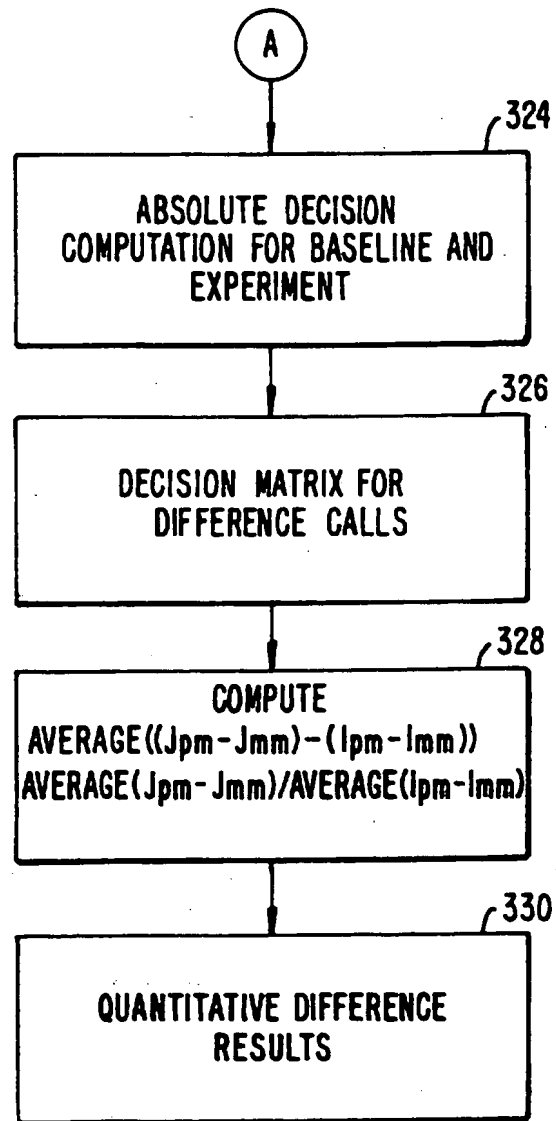 A
324
ABSOLUTE DECISION
COMPUTATION FOR BASELINE AND
EXPERIMENT
326
DECISION MATRIX FOR
DIFFERENCE CALLS
328
COMPUTE
AVERAGE((Jpm-Jmm)-(Ipm-Imm))
AVERAGE(Jpm-Jmm)/AVERAGE(Ipm-Imm)
330
QUANTITATIVE DIFFERENCE
RESULTS